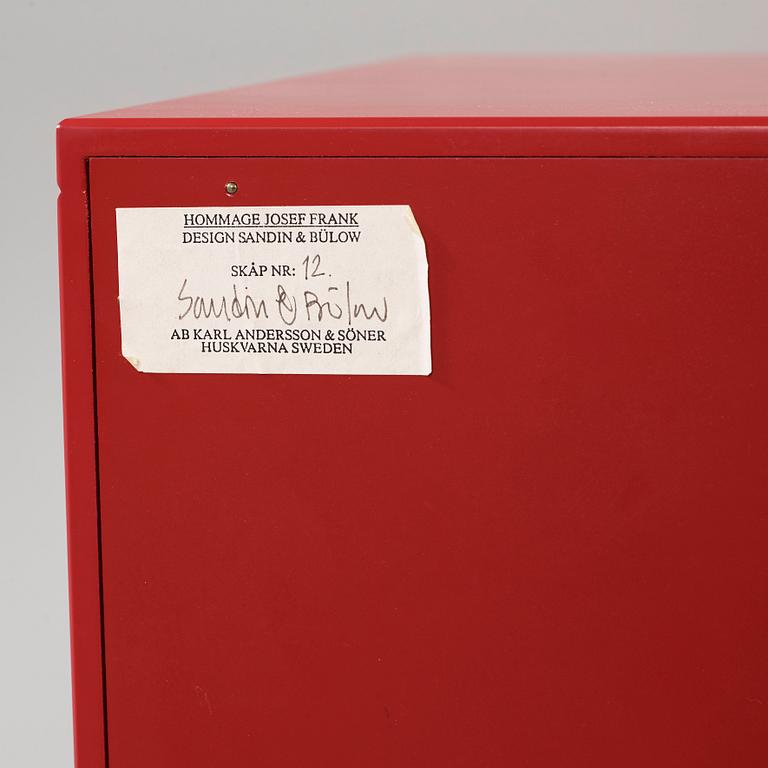 HOMMAGE JOSEF FRANK
DESIGN SANDIN & BÜLOW
SKÅP NR: 12.
Sandin & Bülow
AB KARL ANDERSSON & SÖNER
HUSKVARNA SWEDEN